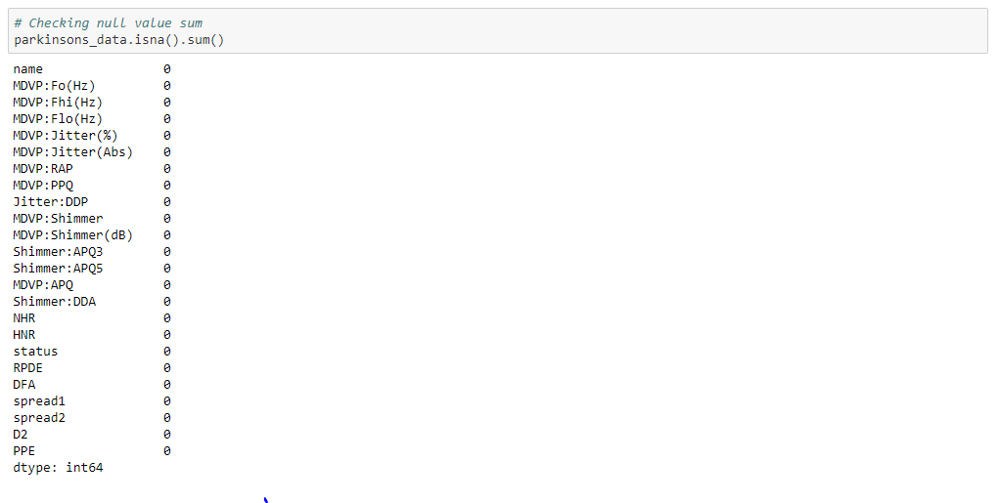 # Checking null value sum
parkinsons_data.isna().sum()
name 0
MDVP:Fo(Hz) 0
MDVP:Fhi(Hz) 0
MDVP:Flo(Hz) 0
MDVP:Jitter(%) 0
MDVP:Jitter(Abs) 0
MDVP:RAP 0
MDVP:PPQ 0
Jitter:DDP 0
MDVP:Shimmer 0
MDVP:Shimmer(dB) 0
Shimmer:APQ3 0
Shimmer:APQ5 0
MDVP:APQ 0
Shimmer:DDA 0
NHR 0
HNR 0
status 0
RPDE 0
DFA 0
spread1 0
spread2 0
D2 0
PPE 0
dtype: int64